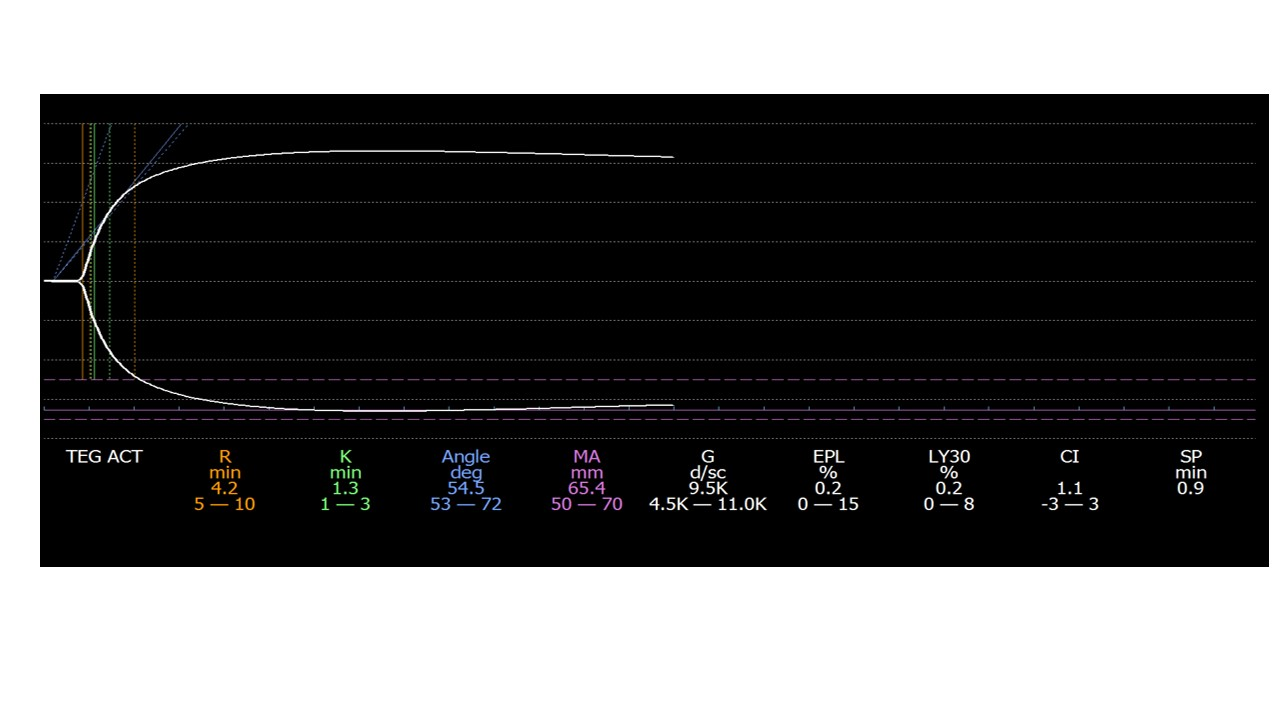 TEG ACT R K Angle MA G EPL LY30 CI SP
min min deg mm d/sc % % min
4.2 1.3 54.5 65.4 9.5K 0.2 0.2 1.1 0.9
5 — 10 1 — 3 53 — 72 50 — 70 4.5K — 11.0K 0 — 15 0 — 8 -3 — 3